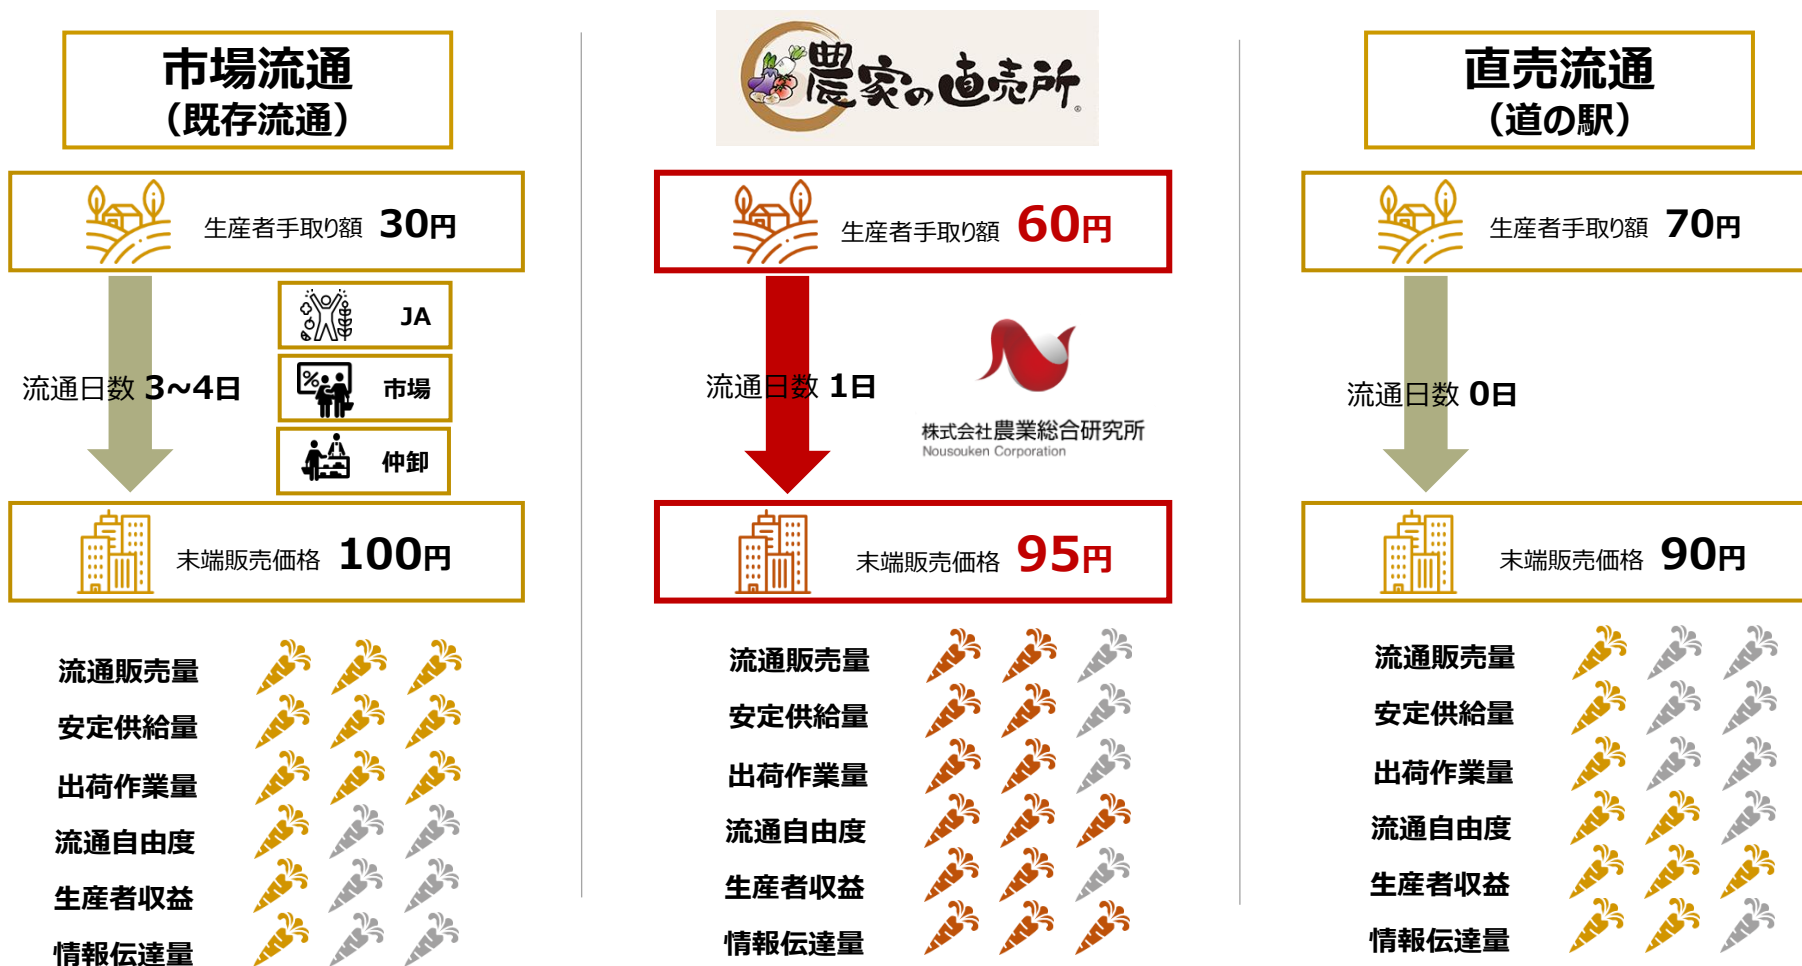 市場流通
（既存流通）
生産者手取り額 30円
JA
流通日数 3~4日
市場
仲卸
末端販売価格 100円
流通販売量
安定供給量
出荷作業量
流通自由度
生産者収益
情報伝達量
農家の直売所®
生産者手取り額 60円
流通日数 1日
株式会社農業総合研究所
Nousouken Corporation
末端販売価格 95円
流通販売量
安定供給量
出荷作業量
流通自由度
生産者収益
情報伝達量
直売流通
（道の駅）
生産者手取り額 70円
流通日数 0日
末端販売価格 90円
流通販売量
安定供給量
出荷作業量
流通自由度
生産者収益
情報伝達量